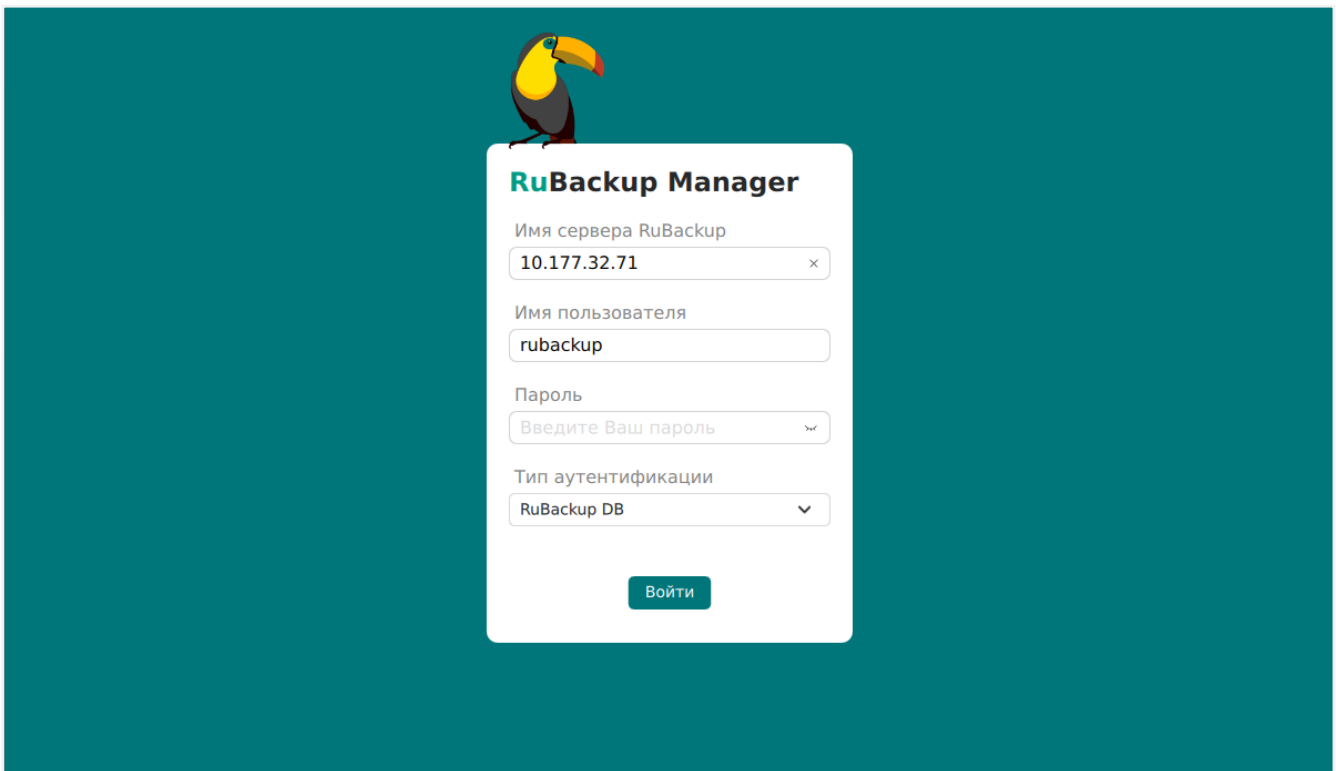 RuBackup Manager
Имя сервера RuBackup
10.177.32.71
Имя пользователя
rubackup
Пароль
Введите Ваш пароль
Тип аутентификации
RuBackup DB
Войти